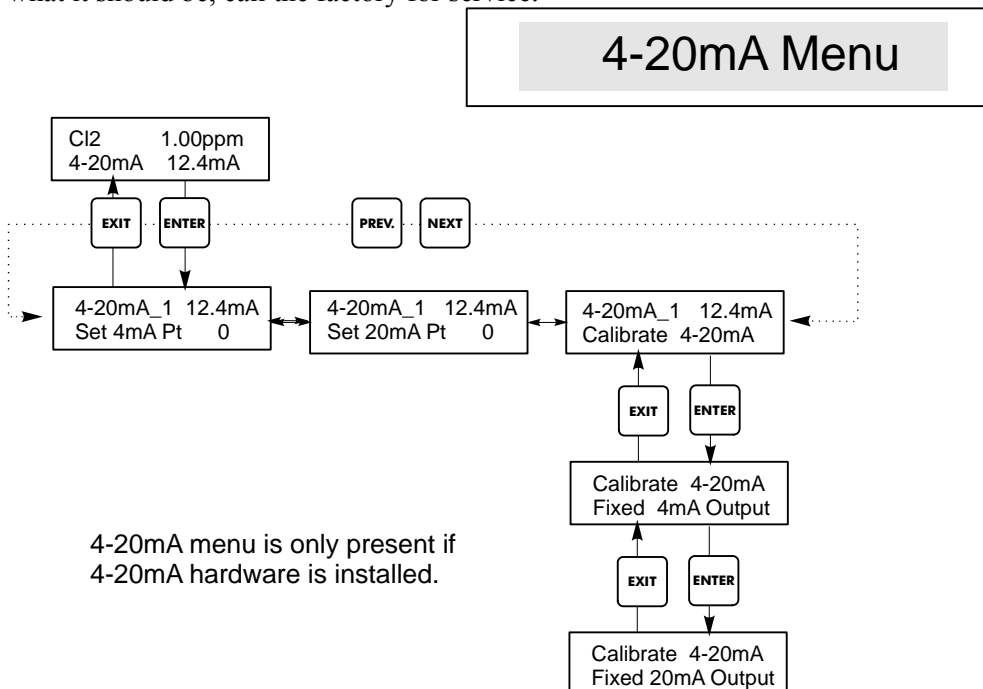 what it should be, call the factory for service.
4-20mA Menu
Cl2 1.00ppm
4-20mA 12.4mA
EXIT
ENTER
PREV.
NEXT
4-20mA_1 12.4mA
Set 4mA Pt 0
4-20mA_1 12.4mA
Set 20mA Pt 0
4-20mA_1 12.4mA
Calibrate 4-20mA
EXIT
ENTER
Calibrate 4-20mA
Fixed 4mA Output
4-20mA menu is only present if
4-20mA hardware is installed.
EXIT
ENTER
Calibrate 4-20mA
Fixed 20mA Output